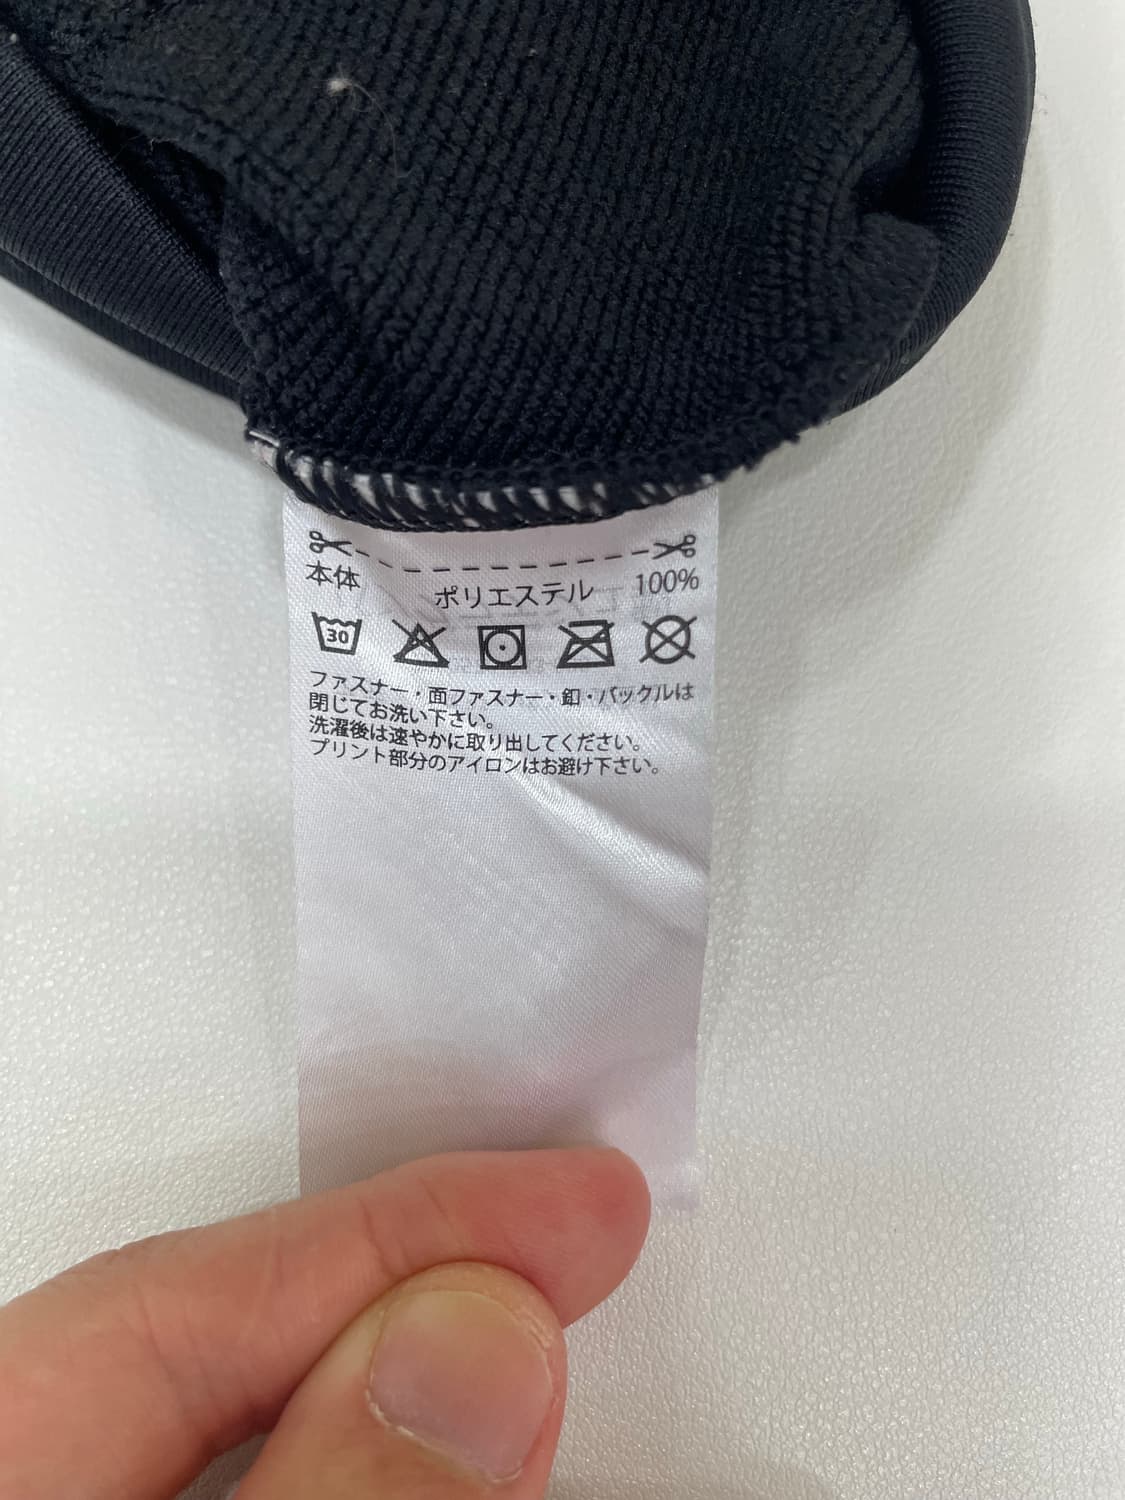 本体 ポリエステル 100%
30
ファスナー・面ファスナー・釦・バックルは
閉じてお洗い下さい。
洗濯後は速やかに取り出してください。
プリント部分のアイロンはお避け下さい。